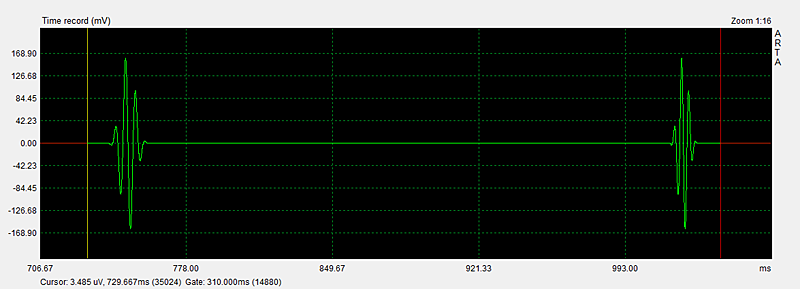 Time record (mV)
Zoom 1:16
A
R
T
A
168.90
126.68
84.45
42.23
0.00
-42.23
-84.45
-126.68
-168.90
706.67 778.00 849.67 921.33 993.00 ms
Cursor: 3.485 uV, 729.667ms (35024) Gate: 310.000ms (14880)